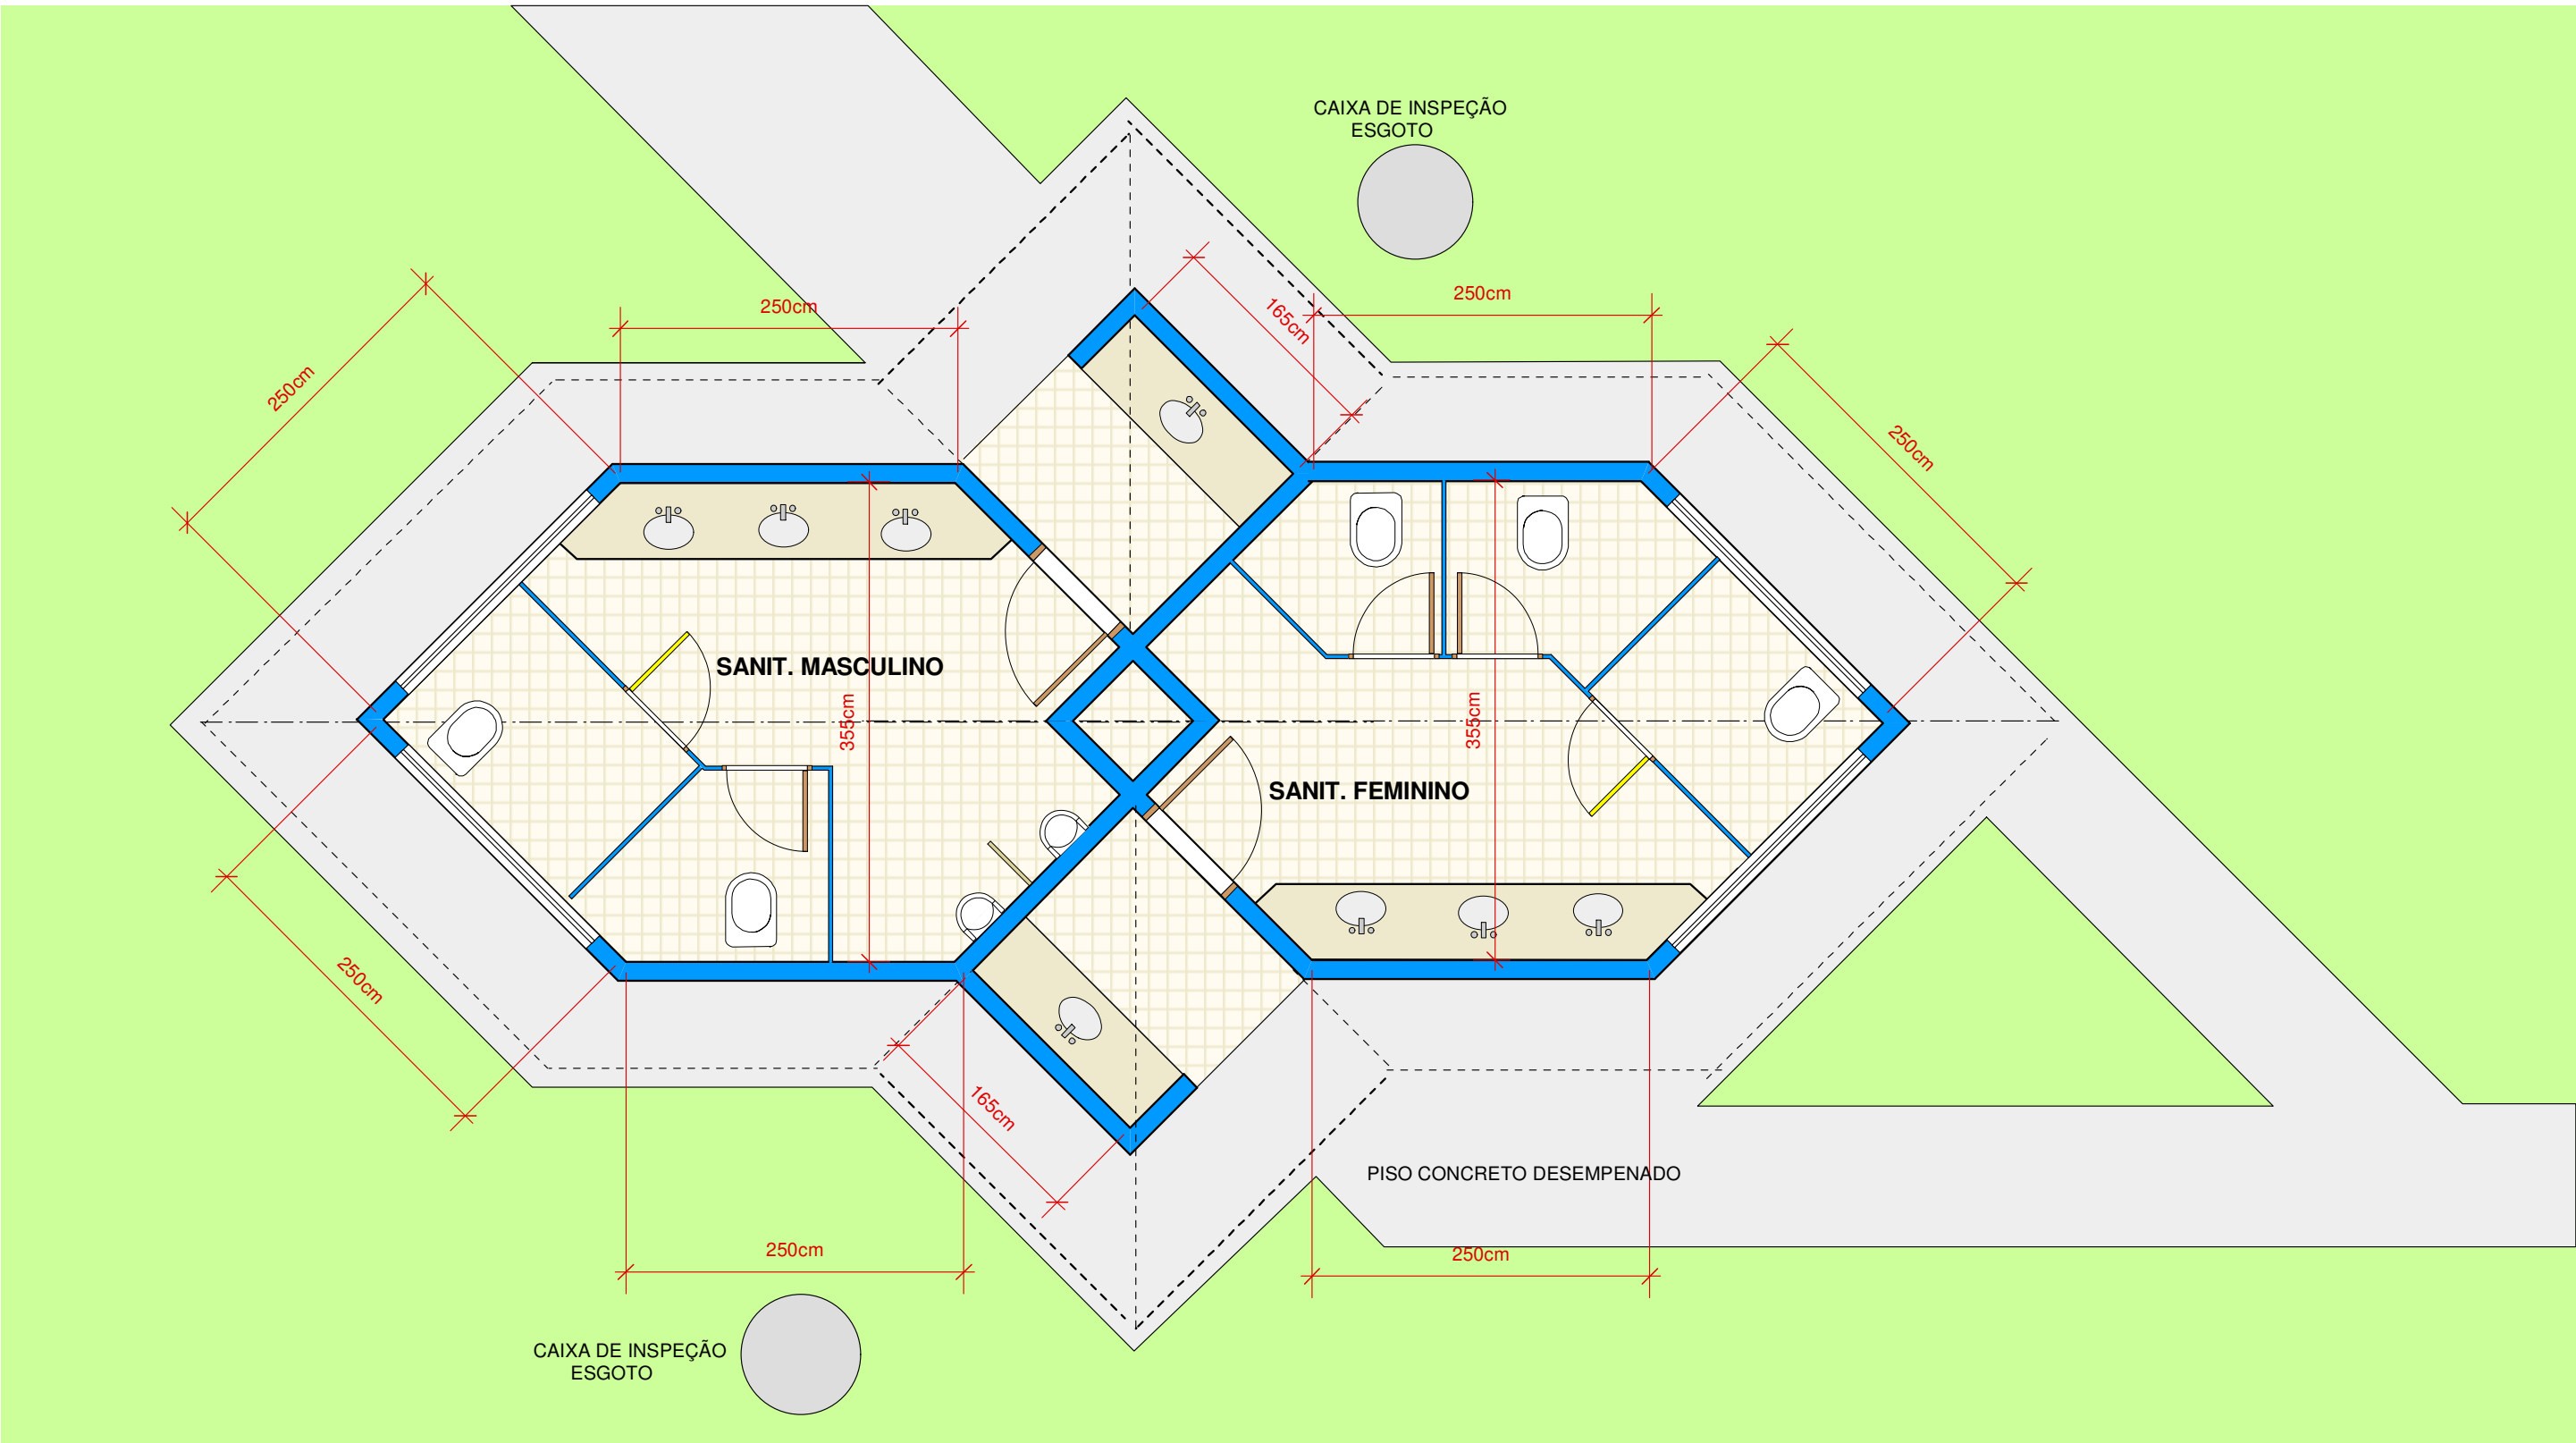 CAIXA DE INSPEÇÃO
ESGOTO
250cm
165cm
250cm
250cm
250cm
SANIT. MASCULINO
355cm
355cm
SANIT. FEMININO
250cm
165cm
PISO CONCRETO DESEMPENADO
250cm
250cm
CAIXA DE INSPEÇÃO
ESGOTO